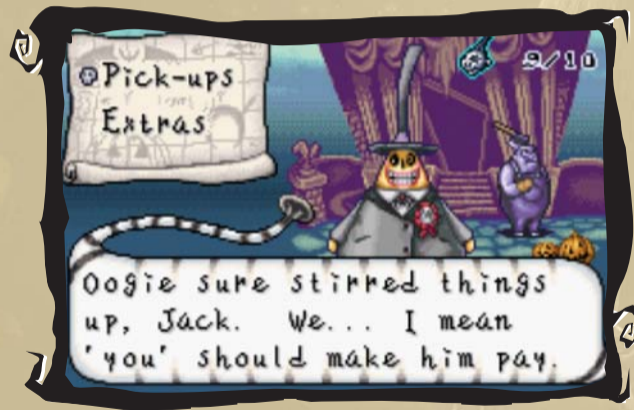 Pick-ups
Extras
9/10
Oogie sure stirred things
up, Jack. We... I mean
'you' should make him pay.